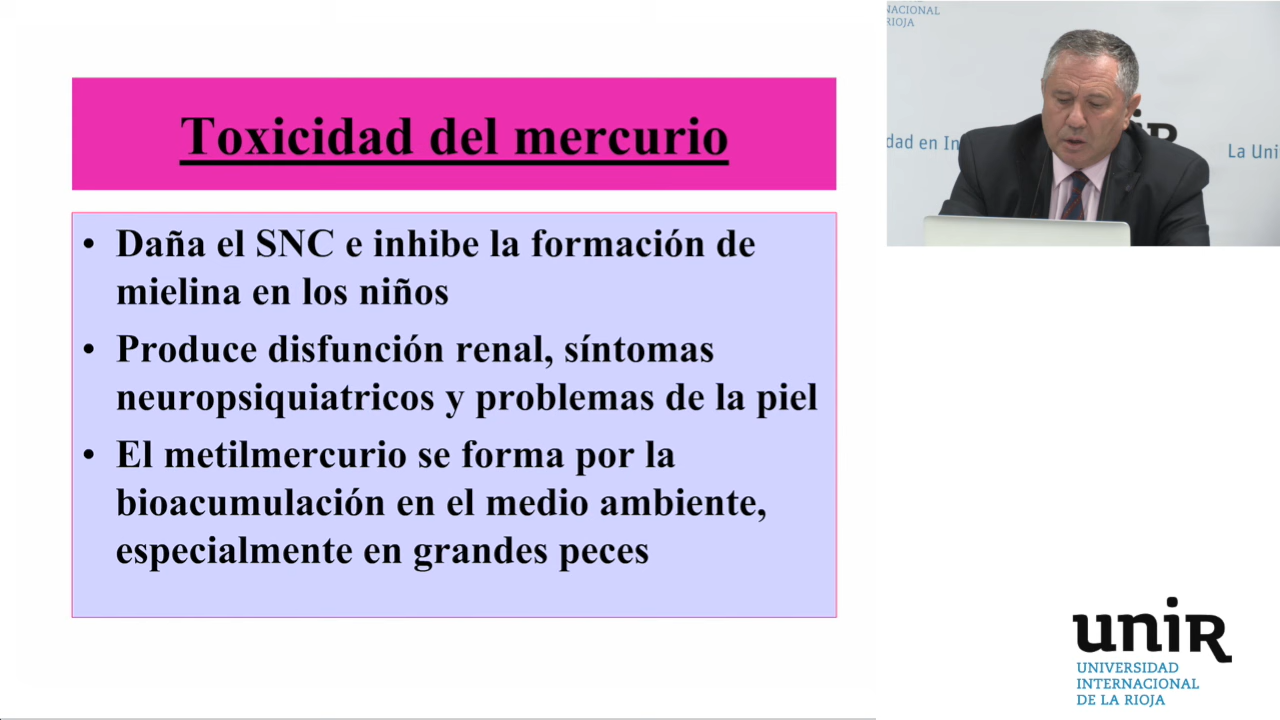 Toxicidad del mercurio
• Daña el SNC e inhibe la formación de
mielina en los niños
• Produce disfunción renal, síntomas
neuropsiquiatricos y problemas de la piel
• El metilmercurio se forma por la
bioacumulación en el medio ambiente,
especialmente en grandes peces
NACIONAL
RIOJA
iR
dad en In
La Uni
uniR
UNIVERSIDAD
INTERNACIONAL
DE LA RIOJA